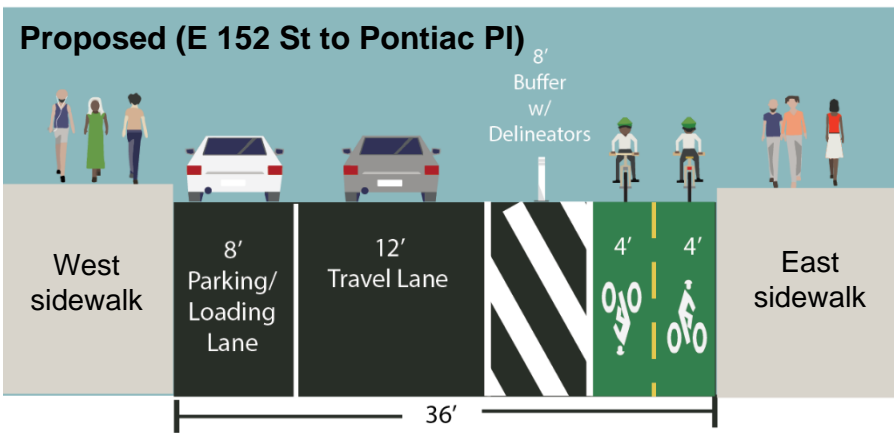 Proposed (E 152 St to Pontiac Pl)
8’
Buffer
w/
Delineators
West
sidewalk
8’
Parking/
Loading
Lane
12’
Travel Lane
4’
4’
East
sidewalk
36’